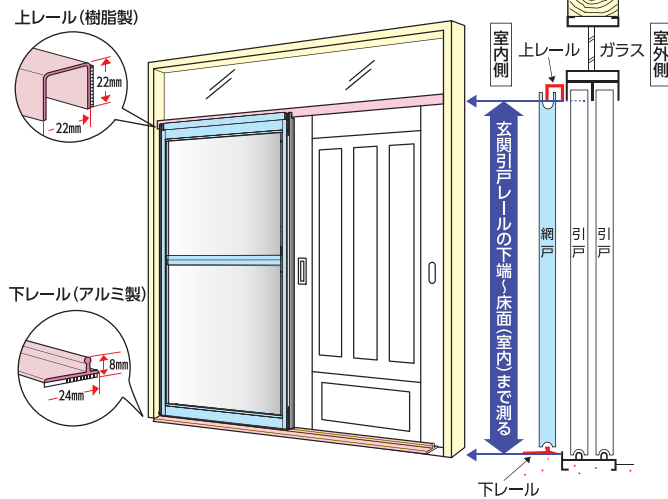 上レール（樹脂製）
22㎜
22㎜
下レール（アルミ製）
8㎜
24㎜
室内側
上レール
ガラス
室外側
玄関引戸レールの下端～床面（室内）まで測る
網戸
引戸
引戸
下レール